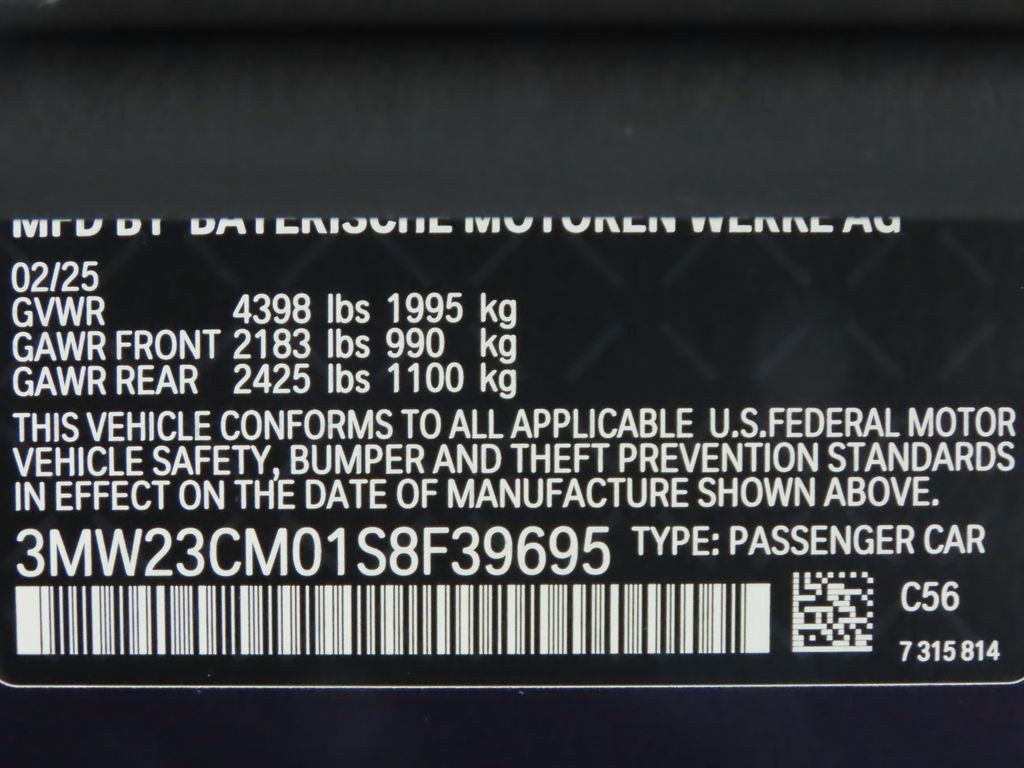 MFD BY BAYERISCHE MOTOREN WERKE AG
02/25
GVWR 4398 lbs 1995 kg
GAWR FRONT 2183 lbs 990 kg
GAWR REAR 2425 lbs 1100 kg
THIS VEHICLE CONFORMS TO ALL APPLICABLE U.S.FEDERAL MOTOR
VEHICLE SAFETY, BUMPER AND THEFT PREVENTION STANDARDS
IN EFFECT ON THE DATE OF MANUFACTURE SHOWN ABOVE.
3MW23CM01S8F39695 TYPE: PASSENGER CAR
C56
7 315 814